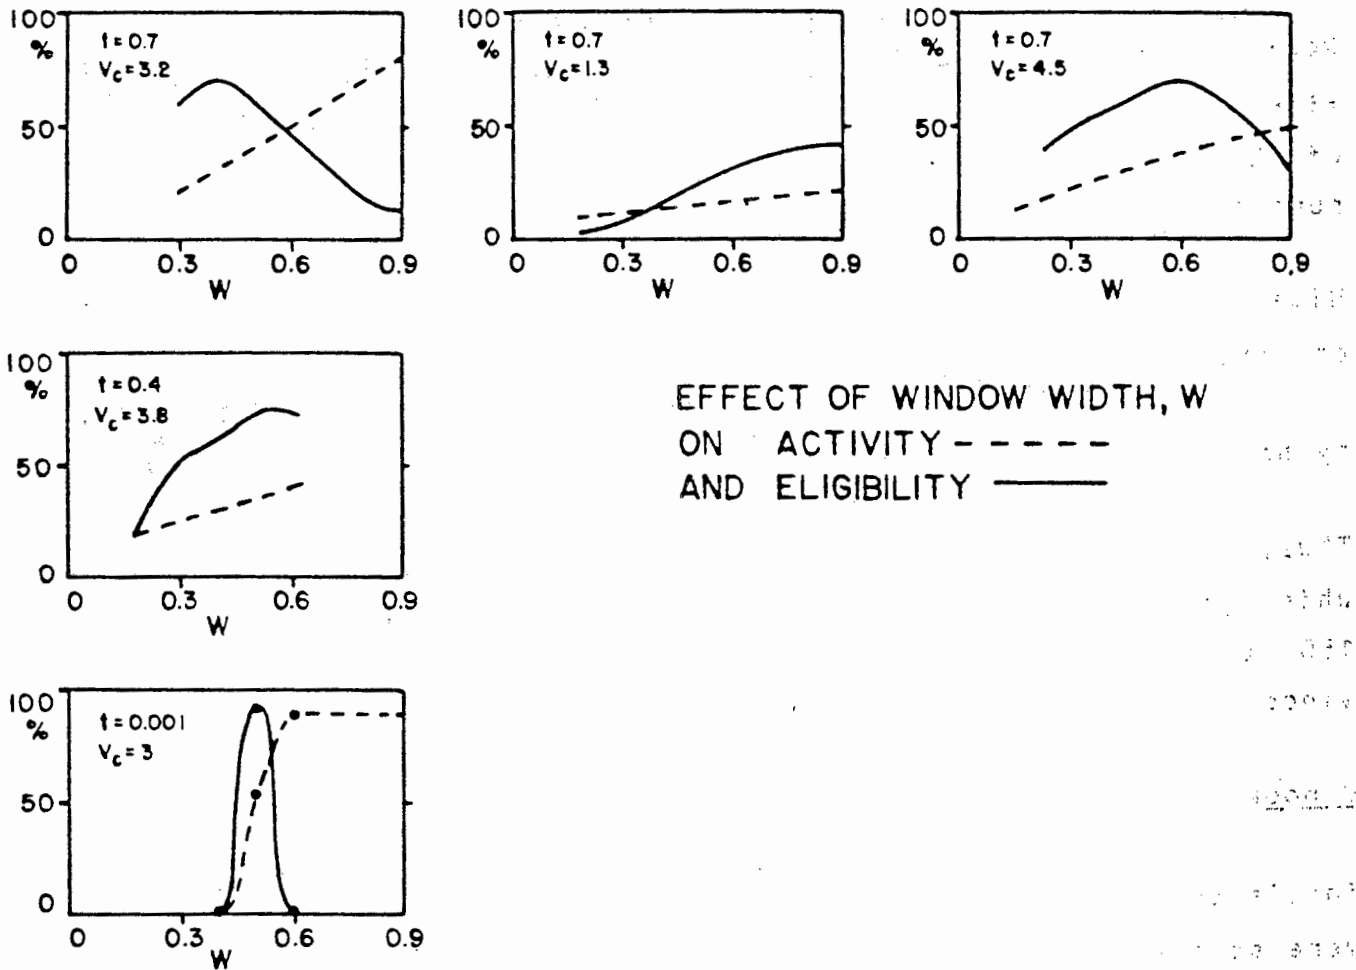 100
%
t=0.7
Vc=3.2
50
0
0 0.3 0.6 0.9
W
100
%
t=0.7
Vc=1.3
50
0
0 0.3 0.6 0.9
W
100
%
t=0.7
Vc=4.5
50
0
0 0.3 0.6 0.9
W
100
%
t=0.4
Vc=3.8
50
0
0 0.3 0.6 0.9
W
EFFECT OF WINDOW WIDTH, W
ON ACTIVITY
AND ELIGIBILITY
100
%
t=0.001
Vc=3
50
0
0 0.3 0.6 0.9
W